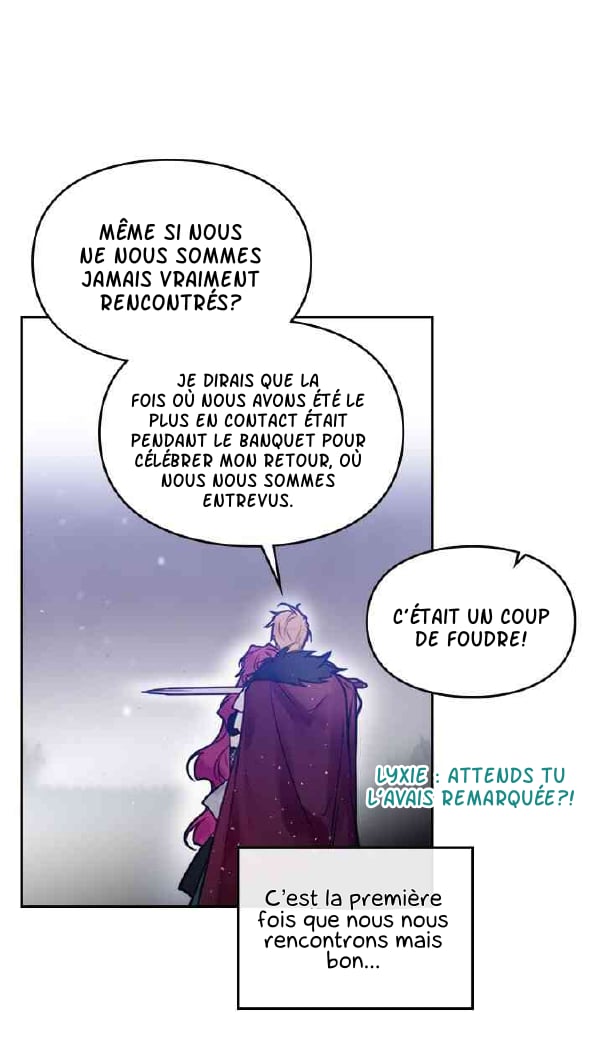 MÊME SI NOUS
NE NOUS SOMMES
JAMAIS VRAIMENT
RENCONTRÉS?
JE DIRAIS QUE LA
FOIS OÙ NOUS AVONS ÉTÉ LE
PLUS EN CONTACT ÉTAIT
PENDANT LE BANQUET POUR
CÉLÉBRER MON RETOUR, OÙ
NOUS NOUS SOMMES
ENTREVUS.
C'ÉTAIT UN COUP
DE FOUDRE!
LYXIE : ATTENDS TU
L'AVAIS REMARQUÉE?!
C'est la première
fois que nous nous
rencontrons mais
bon...